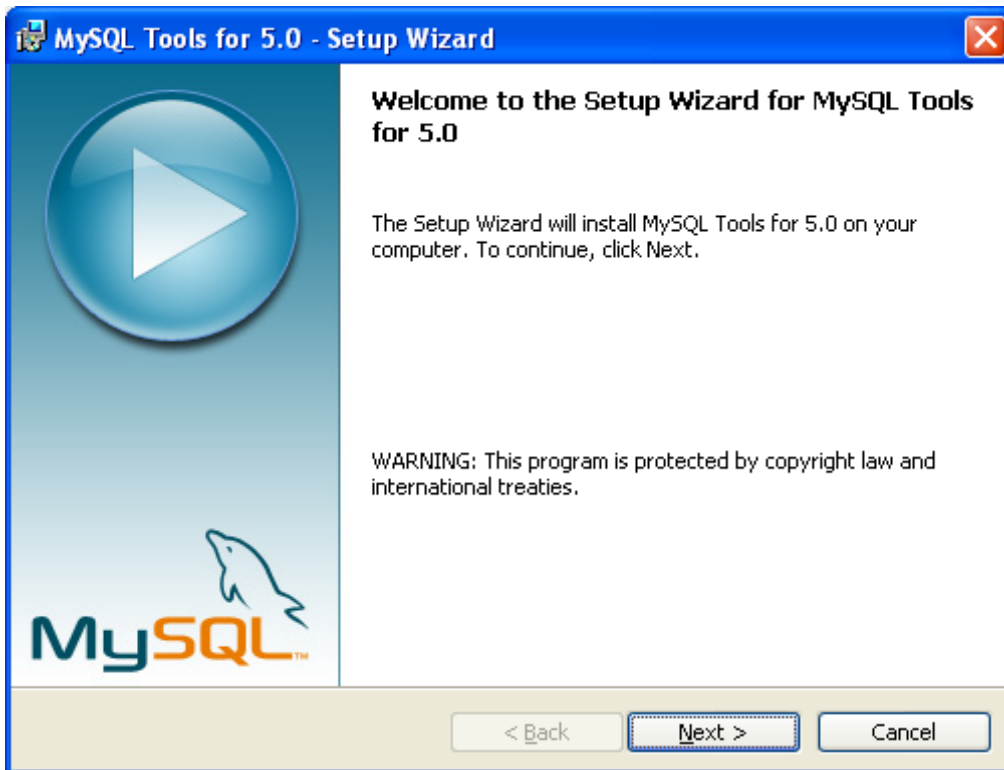 MySQL Tools for 5.0 - Setup Wizard
Welcome to the Setup Wizard for MySQL Tools
for 5.0
The Setup Wizard will install MySQL Tools for 5.0 on your
computer. To continue, click Next.
WARNING: This program is protected by copyright law and
international treaties.
MySQL™
< Back Next > Cancel